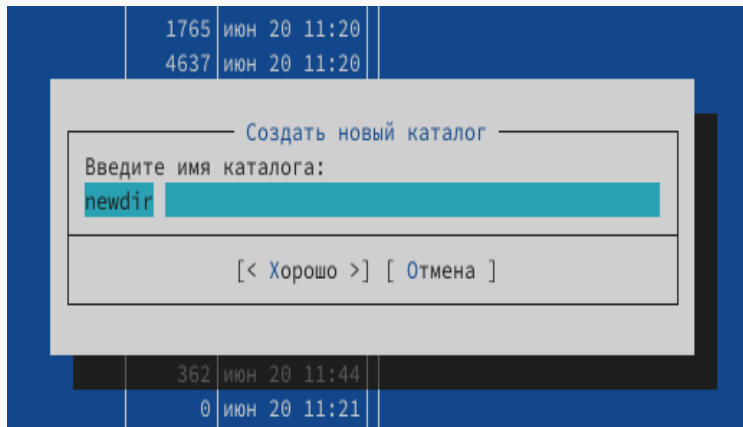 1765 июн 20 11:20
4637 июн 20 11:20
Создать новый каталог
Введите имя каталога:
newdir
[< Хорошо >] [ Отмена ]
362 июн 20 11:44
0 июн 20 11:21